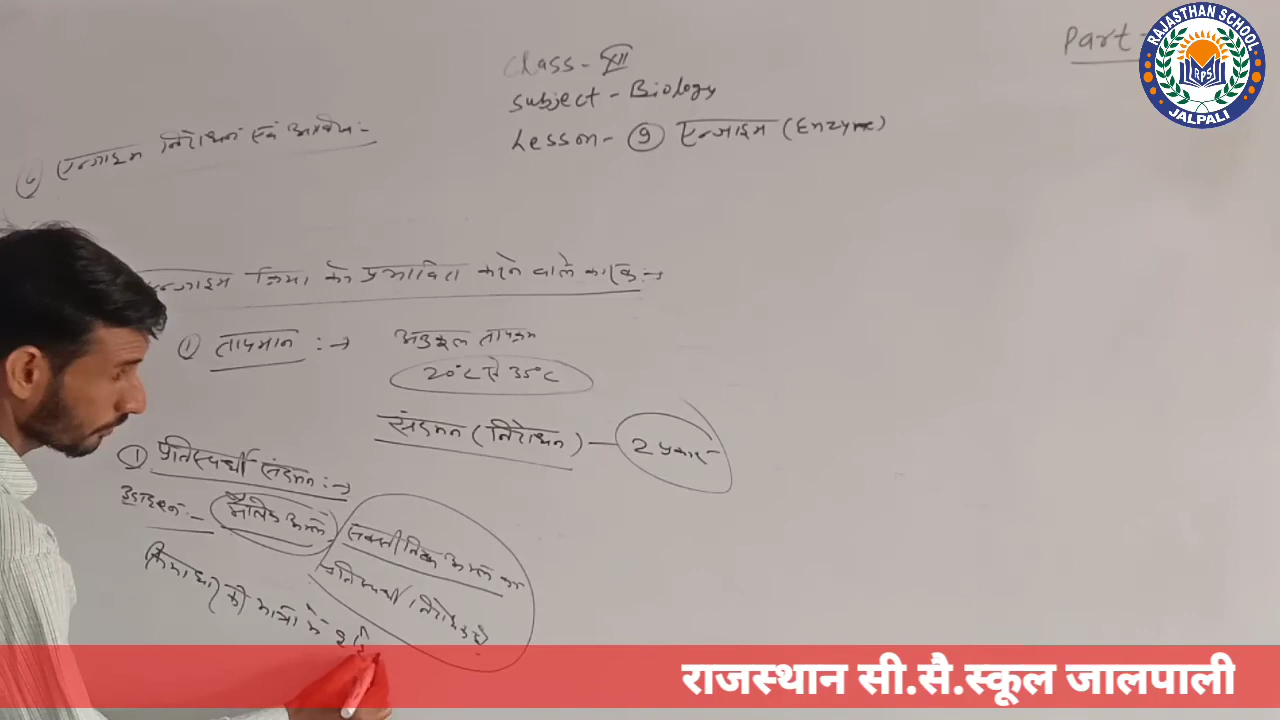 Part -
RAJASTHAN SCHOOL
RPS
JALPALI
Class - XII
Subject - Biology
Lesson - 9 एन्जाइम (Enzyme)
6 एन्जाइम निरोधन एवं
एन्जाइम क्रिया को प्रभावित करने वाले कारक :→
1 तापमान :→ अनुकूल तापक्रम
20°C से 35°C
संदमन (निरोधन) — 2 प्रकार -
1 प्रतिस्पर्धी संदमन :→
उदाहरण :- मैलिक अम्ल, सक्सीनिक अम्ल का
प्रतिस्पर्धी निरोधक है
क्रियाधार की मात्रा में
राजस्थान सी.सै.स्कूल जालपाली